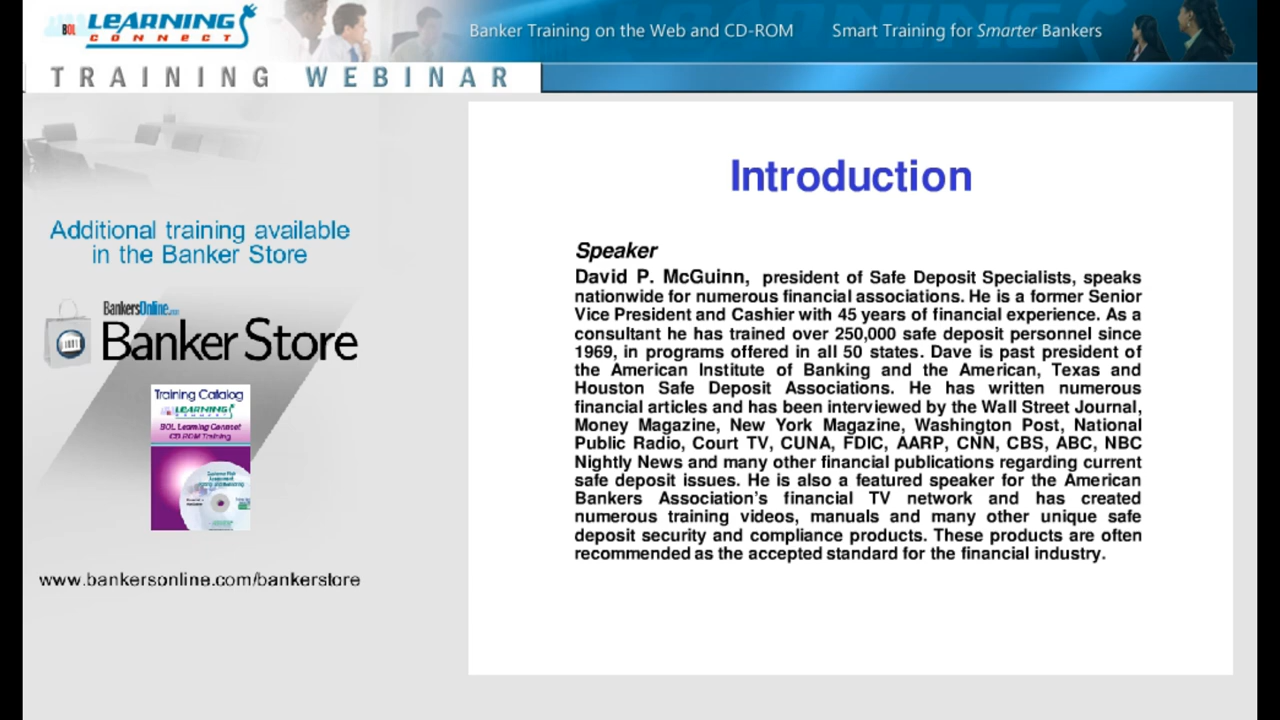 BOL LEARNING
CONNECT
Banker Training on the Web and CD-ROM
Smart Training for Smarter Bankers
TRAINING WEBINAR
Additional training available
in the Banker Store
BankersOnline.com
Banker Store
Training Catalog
LEARNING
BOL Learning Connect
CD ROM Training
www.bankersonline.com/bankerstore
Introduction
Speaker
David P. McGuinn, president of Safe Deposit Specialists, speaks
nationwide for numerous financial associations. He is a former Senior
Vice President and Cashier with 45 years of financial experience. As a
consultant he has trained over 250,000 safe deposit personnel since
1969, in programs offered in all 50 states. Dave is past president of
the American Institute of Banking and the American, Texas and
Houston Safe Deposit Associations. He has written numerous
financial articles and has been interviewed by the Wall Street Journal,
Money Magazine, New York Magazine, Washington Post, National
Public Radio, Court TV, CUNA, FDIC, AARP, CNN, CBS, ABC, NBC
Nightly News and many other financial publications regarding current
safe deposit issues. He is also a featured speaker for the American
Bankers Association's financial TV network and has created
numerous training videos, manuals and many other unique safe
deposit security and compliance products. These products are often
recommended as the accepted standard for the financial industry.